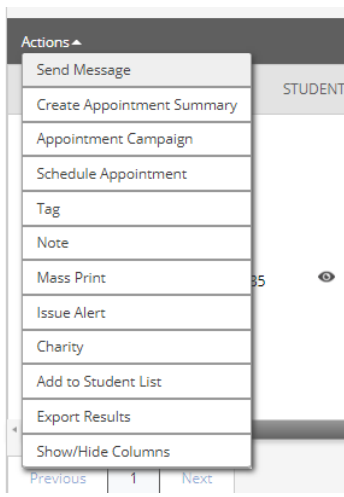 Actions
Send Message
STUDENT
Create Appointment Summary
Appointment Campaign
Schedule Appointment
Tag
Note
Mass Print
35
Issue Alert
Charity
Add to Student List
Export Results
Show/Hide Columns
Previous 1 Next